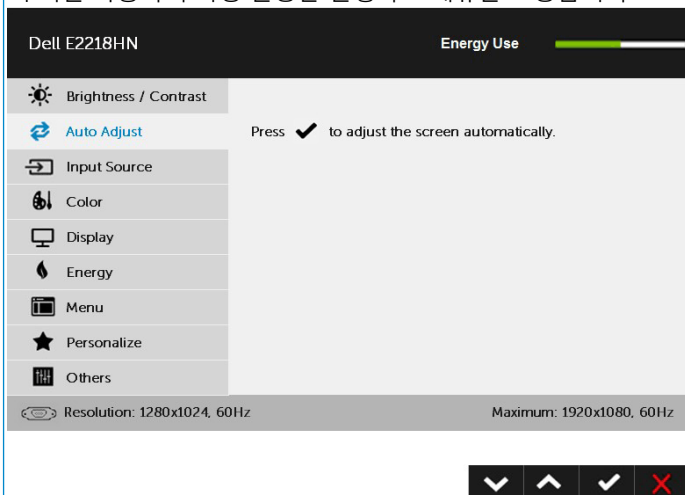 Dell E2218HN
Energy Use
Brightness / Contrast
Auto Adjust
Press ✔ to adjust the screen automatically.
Input Source
Color
Display
Energy
Menu
Personalize
Others
Resolution: 1280x1024, 60Hz
Maximum: 1920x1080, 60Hz